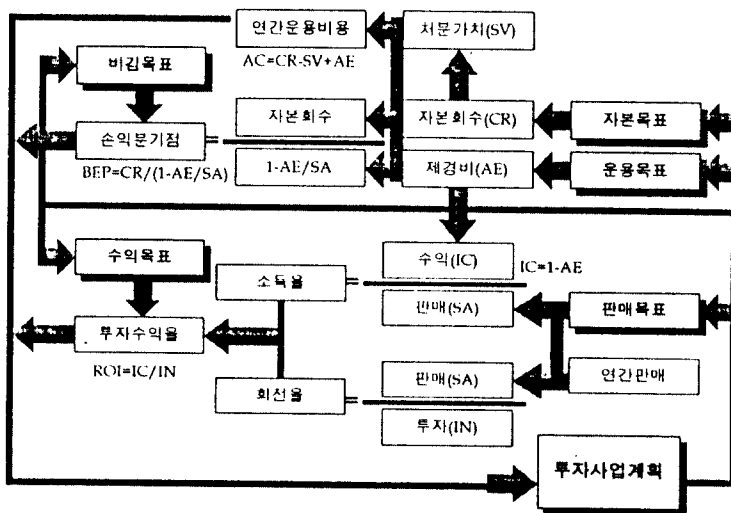 연간운용비용
처분가치(SV)
AC=CR-SV+AE
비김목표
자본회수
자본회수(CR)
자본목표
손익분기점
=
BEP=CR/(1-AE/SA)
1-AE/SA
제경비(AE)
운용목표
수익목표
수익(IC)
IC=1-AE
소득율
=
판매(SA)
판매목표
투자수익율
ROI=IC/IN
판매(SA)
연간판매
회전율
=
투자(IN)
투자사업계획